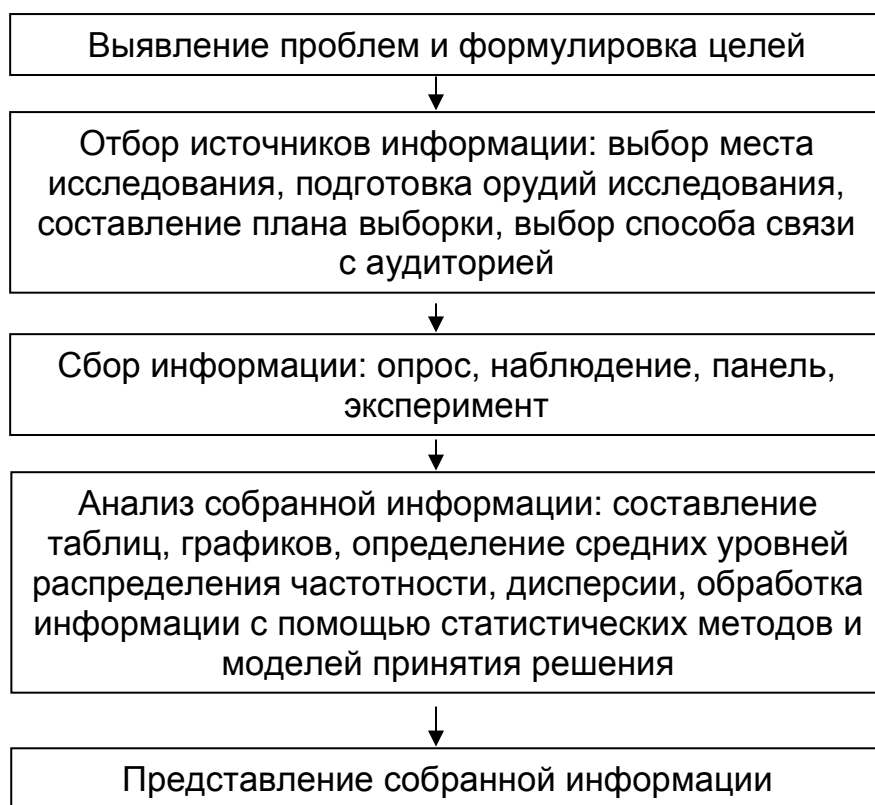 Выявление проблем и формулировка целей
Отбор источников информации: выбор места
исследования, подготовка орудий исследования,
составление плана выборки, выбор способа связи
с аудиторией
Сбор информации: опрос, наблюдение, панель,
эксперимент
Анализ собранной информации: составление
таблиц, графиков, определение средних уровней
распределения частотности, дисперсии, обработка
информации с помощью статистических методов и
моделей принятия решения
Представление собранной информации